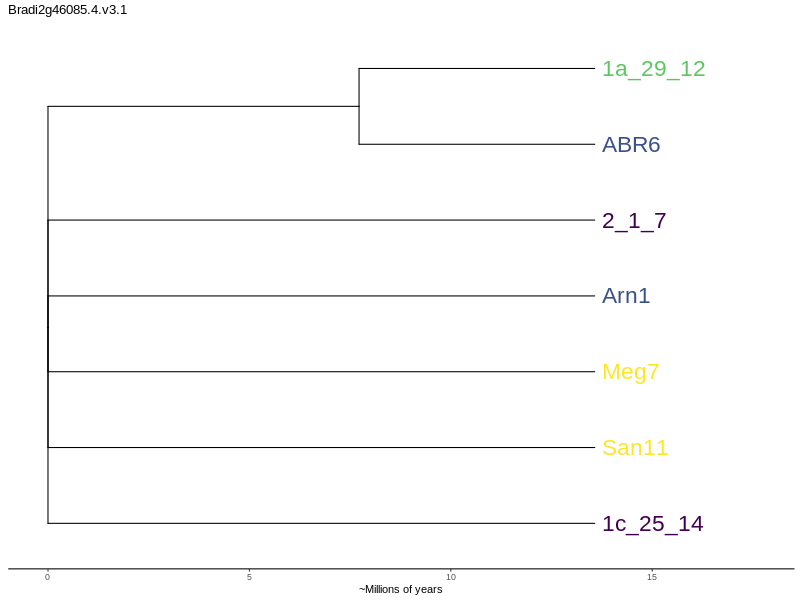 Bradi2g46085.4.v3.1
1a_29_12
ABR6
2_1_7
Arn1
Meg7
San11
1c_25_14
0 5 10 15
~Millions of years